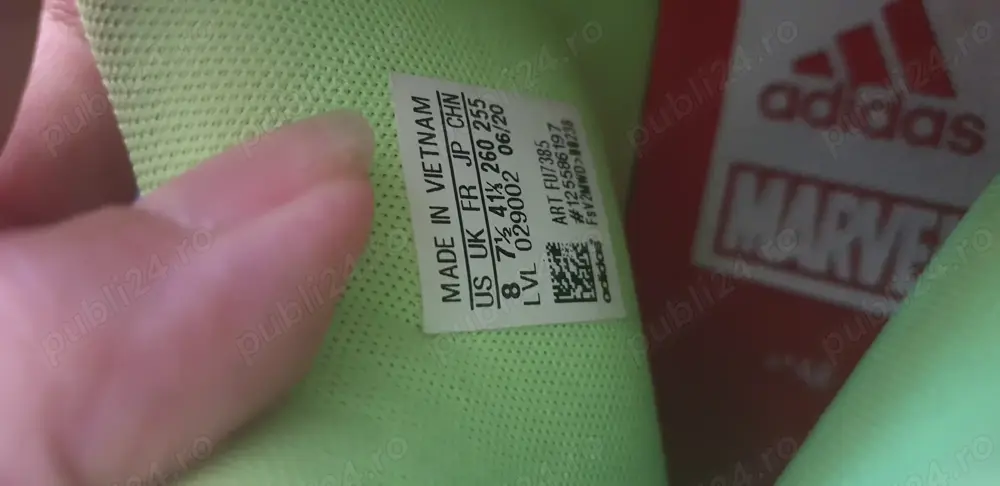 MADE IN VIETNAM
US UK FR JP CHN
8 7½ 41⅓ 260 255
LVL 029002 06/20
ART FU7385
#125586197
adidas
adidas
MARVEL
publi24.ro